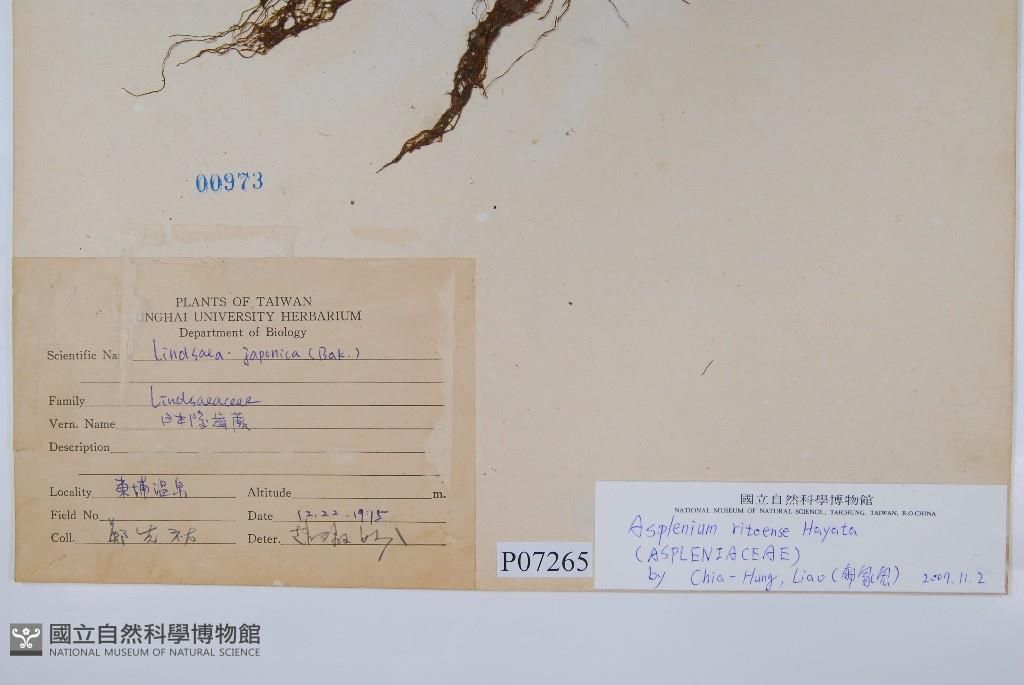 00973
PLANTS OF TAIWAN
UNGHAI UNIVERSITY HERBARIUM
Department of Biology
Scientific Na Lindsaea. japonica (Bak.)
Family Lindsaeaceae
Vern. Name 日本陵齒蕨
Description
Locality 東埔溫泉 Altitude m.
Field No Date 12.22.1915
Coll. 鄭先祐 Deter.
P07265
國立自然科學博物館
NATIONAL MUSEUM OF NATURAL SCIENCE, TAICHUNG, TAIWAN, R.O.CHINA
Asplenium ritoense Hayata
(ASPLENIACEAE)
by Chia-Hung, Liao 2007.11.2
國立自然科學博物館
NATIONAL MUSEUM OF NATURAL SCIENCE